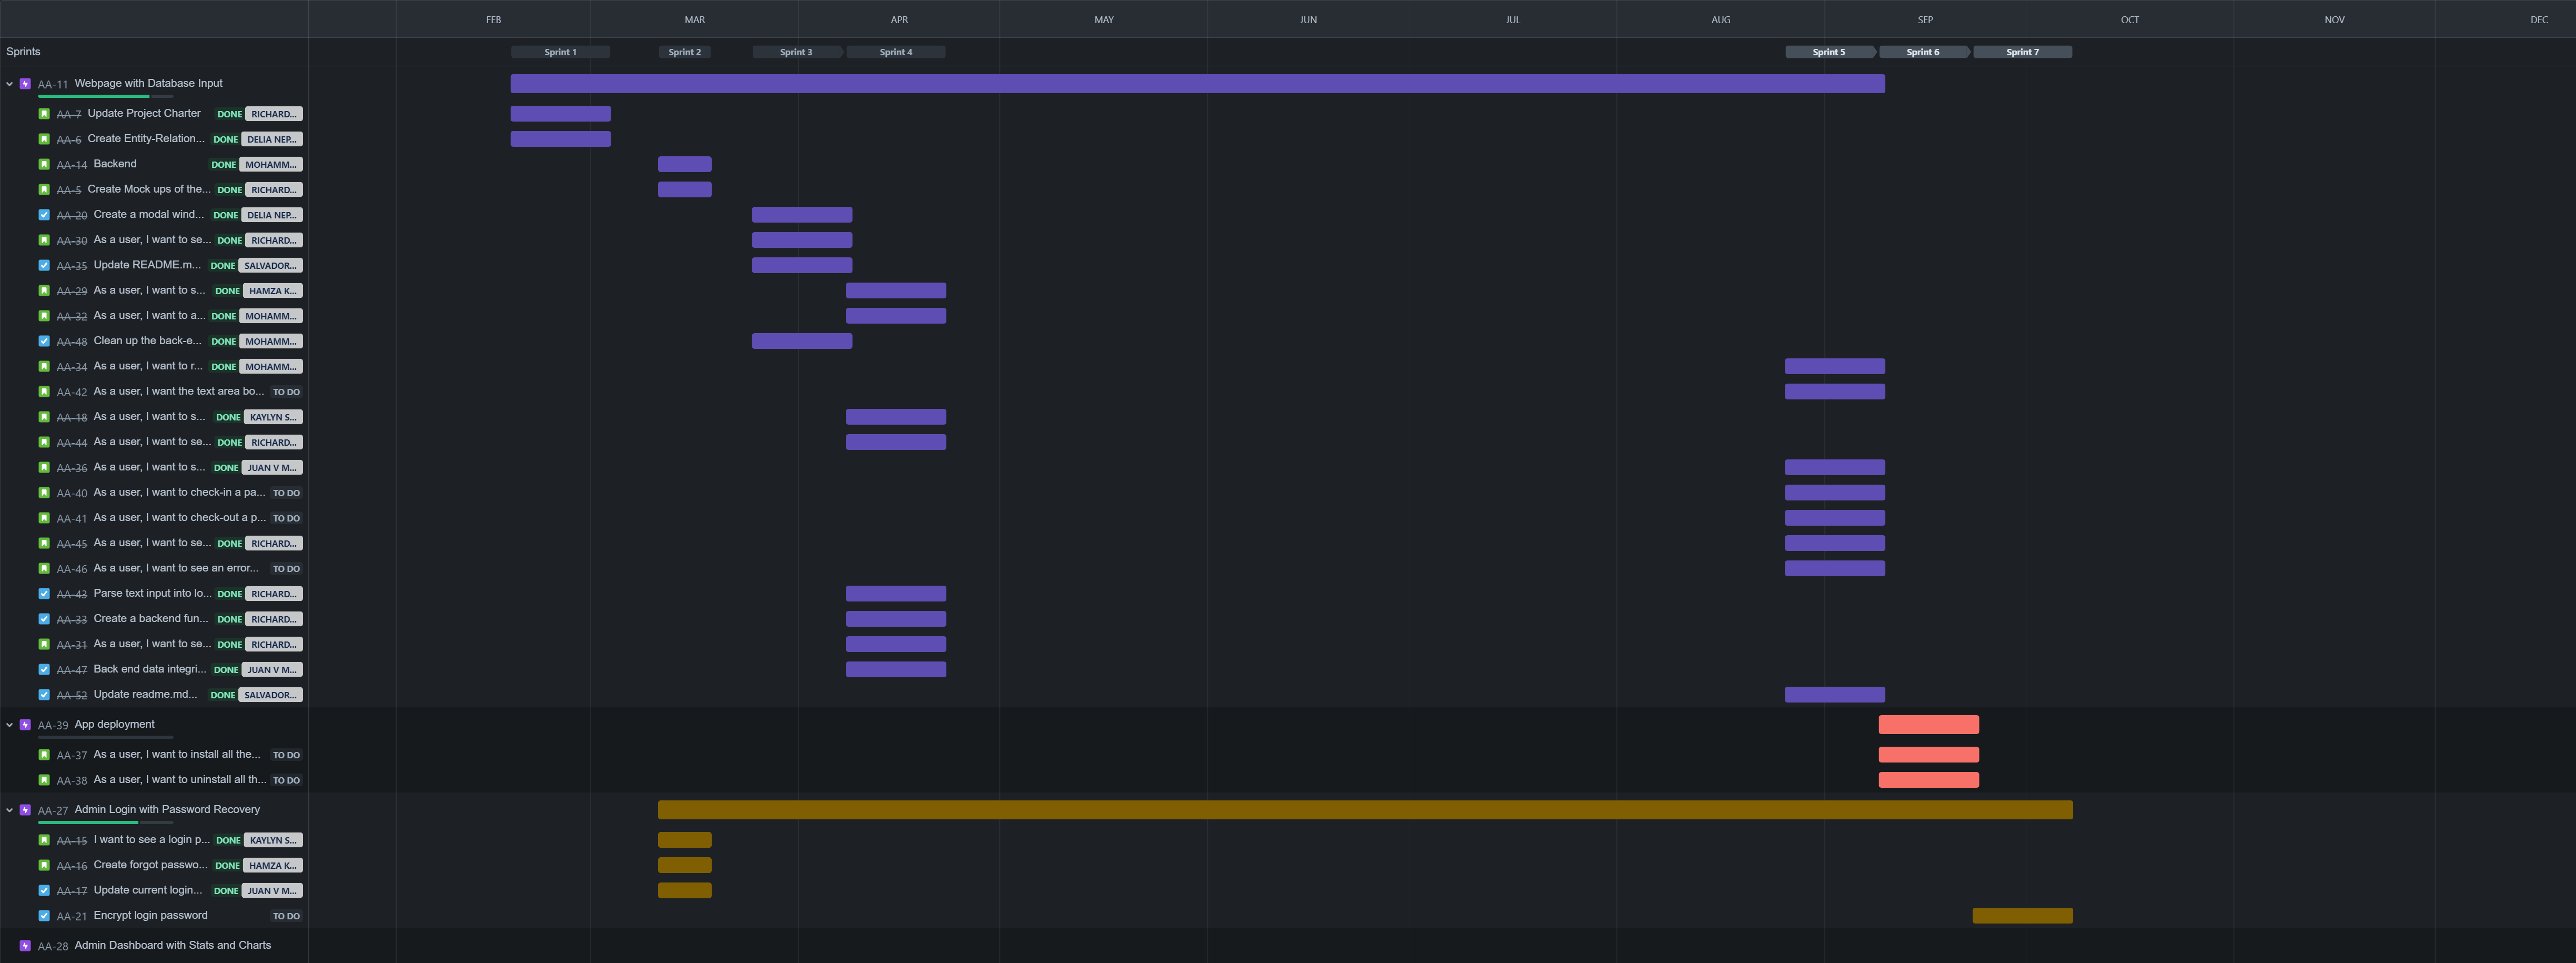 FEB MAR APR MAY JUN JUL AUG SEP OCT NOV DEC
Sprints Sprint 1 Sprint 2 Sprint 3 Sprint 4 Sprint 5 Sprint 6 Sprint 7
AA-11 Webpage with Database Input
AA-7 Update Project Charter DONE RICHARD...
AA-6 Create Entity-Relation... DONE DELIA NEP...
AA-14 Backend DONE MOHAMM...
AA-5 Create Mock ups of the... DONE RICHARD...
AA-20 Create a modal wind... DONE DELIA NEP...
AA-30 As a user, I want to se... DONE RICHARD...
AA-35 Update README.m... DONE SALVADOR...
AA-29 As a user, I want to s... DONE HAMZA K...
AA-32 As a user, I want to a... DONE MOHAMM...
AA-48 Clean up the back-e... DONE MOHAMM...
AA-34 As a user, I want to r... DONE MOHAMM...
AA-42 As a user, I want the text area bo... TO DO
AA-18 As a user, I want to s... DONE KAYLYN S...
AA-44 As a user, I want to se... DONE RICHARD...
AA-36 As a user, I want to s... DONE JUAN V M...
AA-40 As a user, I want to check-in a pa... TO DO
AA-41 As a user, I want to check-out a p... TO DO
AA-45 As a user, I want to se... DONE RICHARD...
AA-46 As a user, I want to see an error... TO DO
AA-43 Parse text input into lo... DONE RICHARD...
AA-33 Create a backend fun... DONE RICHARD...
AA-31 As a user, I want to se... DONE RICHARD...
AA-47 Back end data integri... DONE JUAN V M...
AA-52 Update readme.md... DONE SALVADOR...
AA-39 App deployment
AA-37 As a user, I want to install all the... TO DO
AA-38 As a user, I want to uninstall all th... TO DO
AA-27 Admin Login with Password Recovery
AA-15 I want to see a login p... DONE KAYLYN S...
AA-16 Create forgot passwo... DONE HAMZA K...
AA-17 Update current login... DONE JUAN V M...
AA-21 Encrypt login password TO DO
AA-28 Admin Dashboard with Stats and Charts